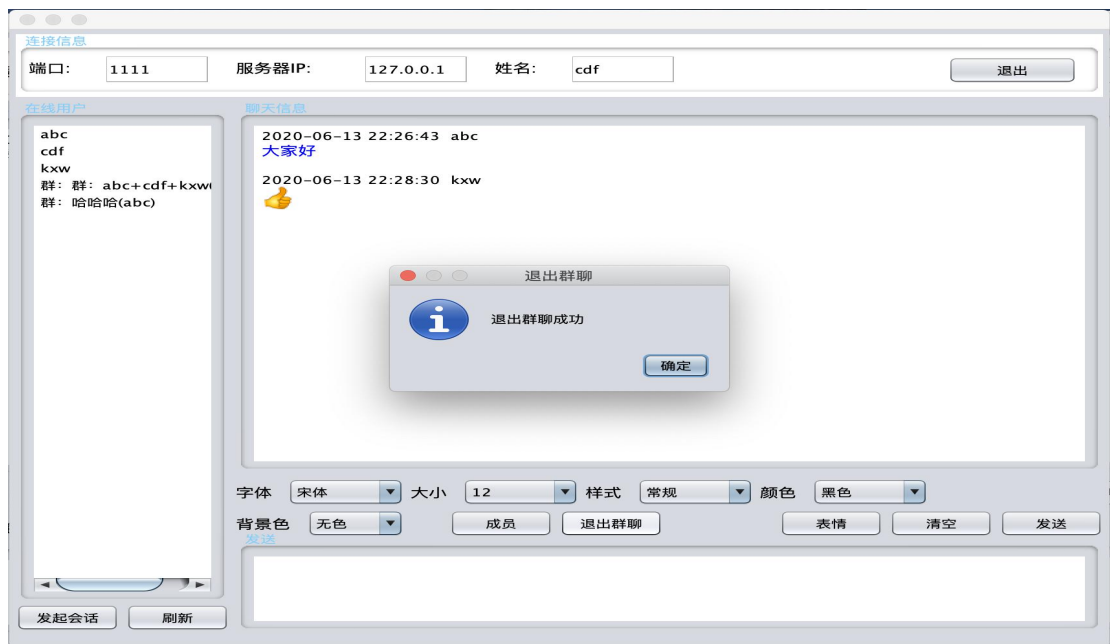 连接信息
端口: 1111 服务器IP: 127.0.0.1 姓名: cdf 退出
在线用户
abc
cdf
kxw
群: 群: abc+cdf+kxw(
群: 哈哈哈(abc)
发起会话 刷新
聊天信息
2020-06-13 22:26:43 abc
大家好
2020-06-13 22:28:30 kxw
退出群聊
退出群聊成功
确定
字体 宋体 大小 12 样式 常规 颜色 黑色
背景色 无色 成员 退出群聊 表情 清空 发送
发送